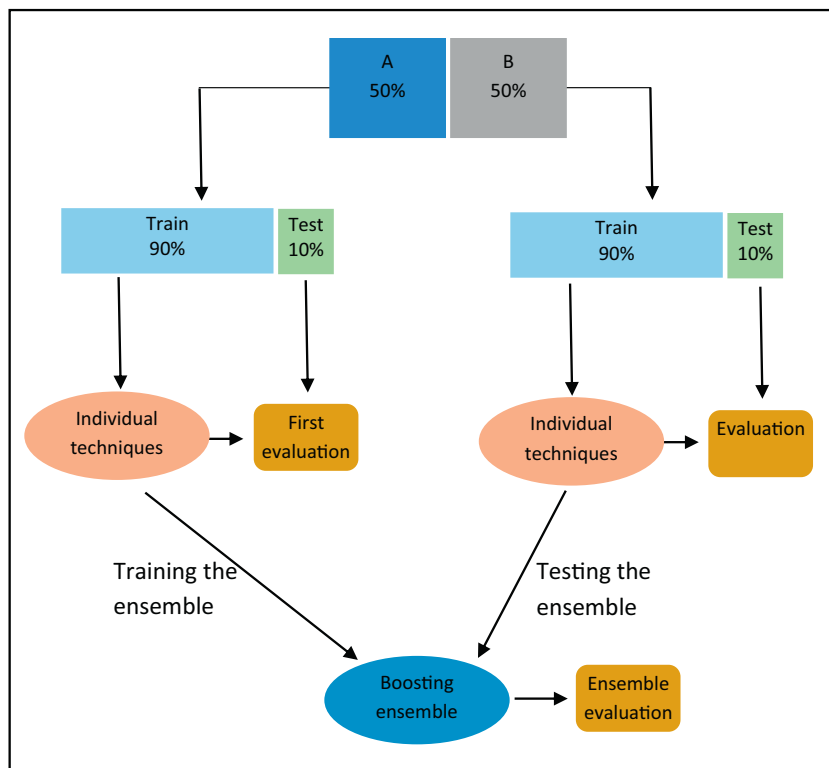 A
50%
B
50%
Train
90%
Test
10%
Train
90%
Test
10%
Individual
techniques
First
evaluation
Individual
techniques
Evaluation
Training the
ensemble
Testing the
ensemble
Boosting
ensemble
Ensemble
evaluation